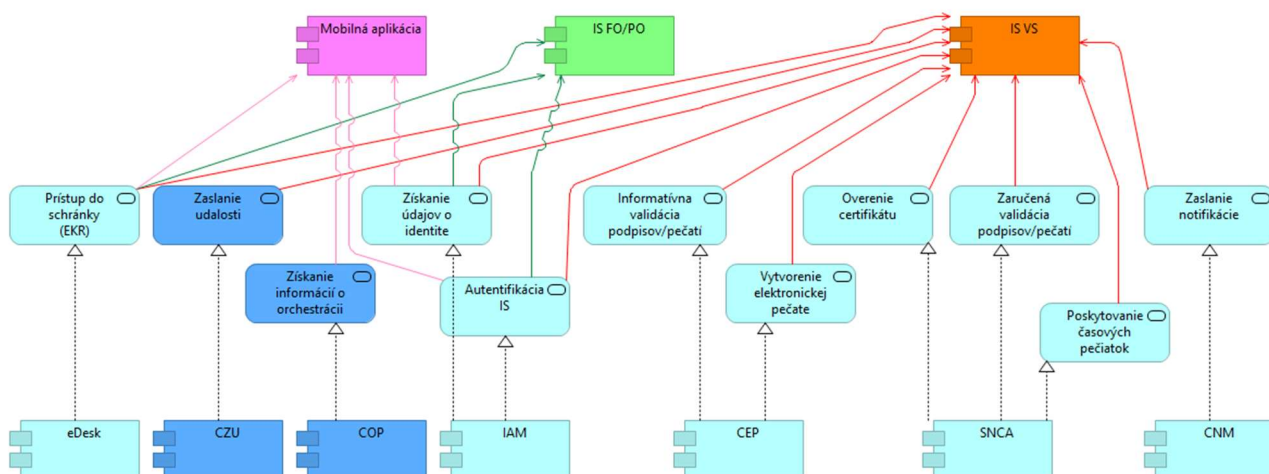 Mobilná aplikácia
IS FO/PO
IS VS
Prístup do
schránky
(EKR)
Zaslanie
udalosti
Získanie
údajov o
identite
Informatívna
validácia
podpisov/pečatí
Overenie
certifikátu
Zaručená
validácia
podpisov/pečatí
Zaslanie
notifikácie
Získanie
informácií o
orchestrácii
Autentifikácia
IS
Vytvorenie
elektronickej
pečate
Poskytovanie
časových
pečiatok
eDesk
CZU
COP
IAM
CEP
SNCA
CNM